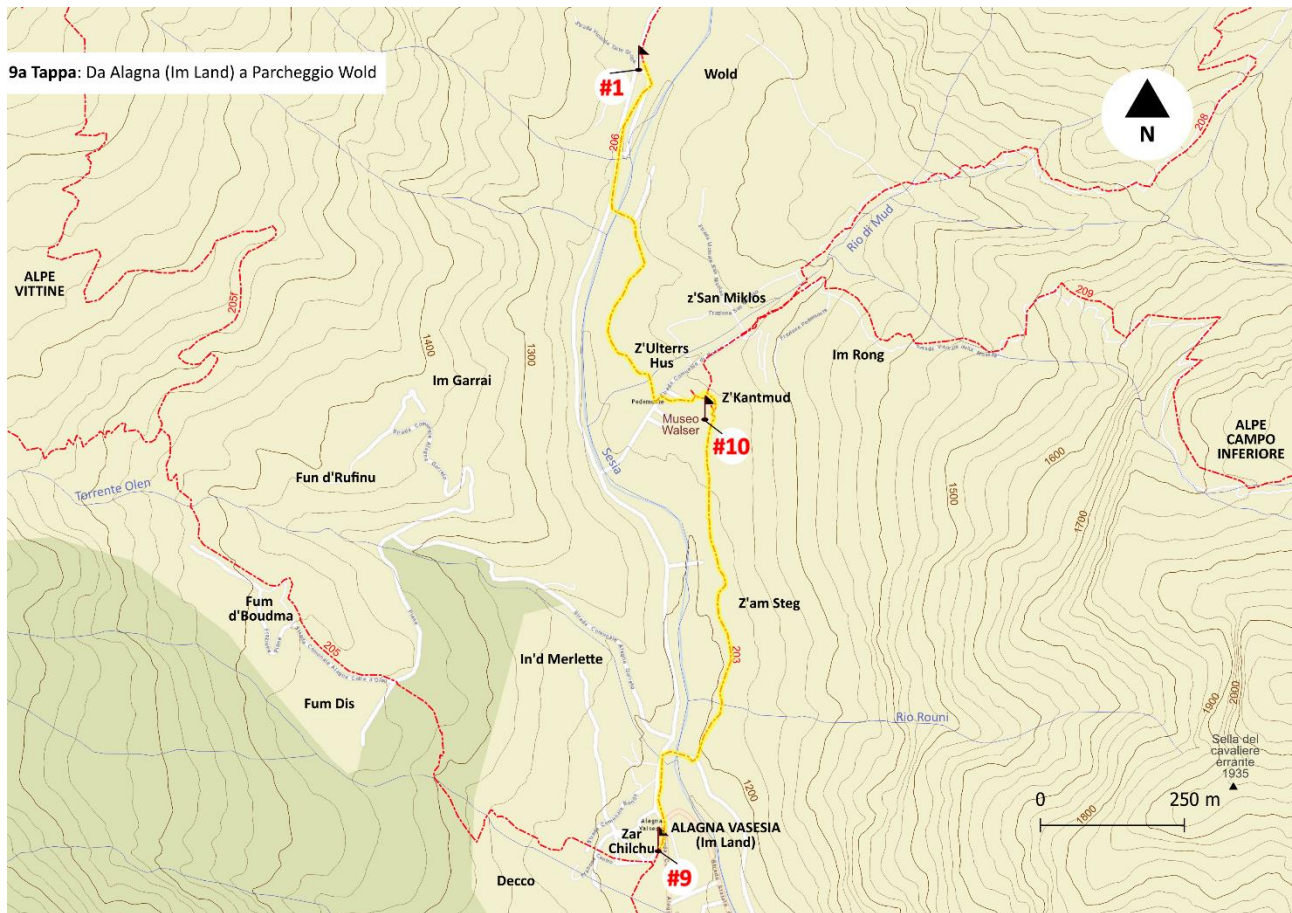 9a Tappa: Da Alagna (Im Land) a Parcheggio Wold
#1
Wold
N
206
208
Rio di Mud
ALPE
VITTINE
205f
z'San Miklos
209
1400
1300
Z'Ulterrs
Hus
Im Rong
Im Garrai
Pedemonte
Z'Kantmud
Museo
Walser
#10
ALPE
CAMPO
INFERIORE
Sesia
1600
Fun d'Rufinu
1500
Torrente Olen
1700
Fum
d'Boudma
Z'am Steg
205
203
In'd Merlette
Fum Dis
Rio Rouni
1900
2000
Sella del
cavaliere
errante
1935
1200
0
250 m
1800
Zar
Chilchu
ALAGNA VASESIA
(Im Land)
#9
Decco